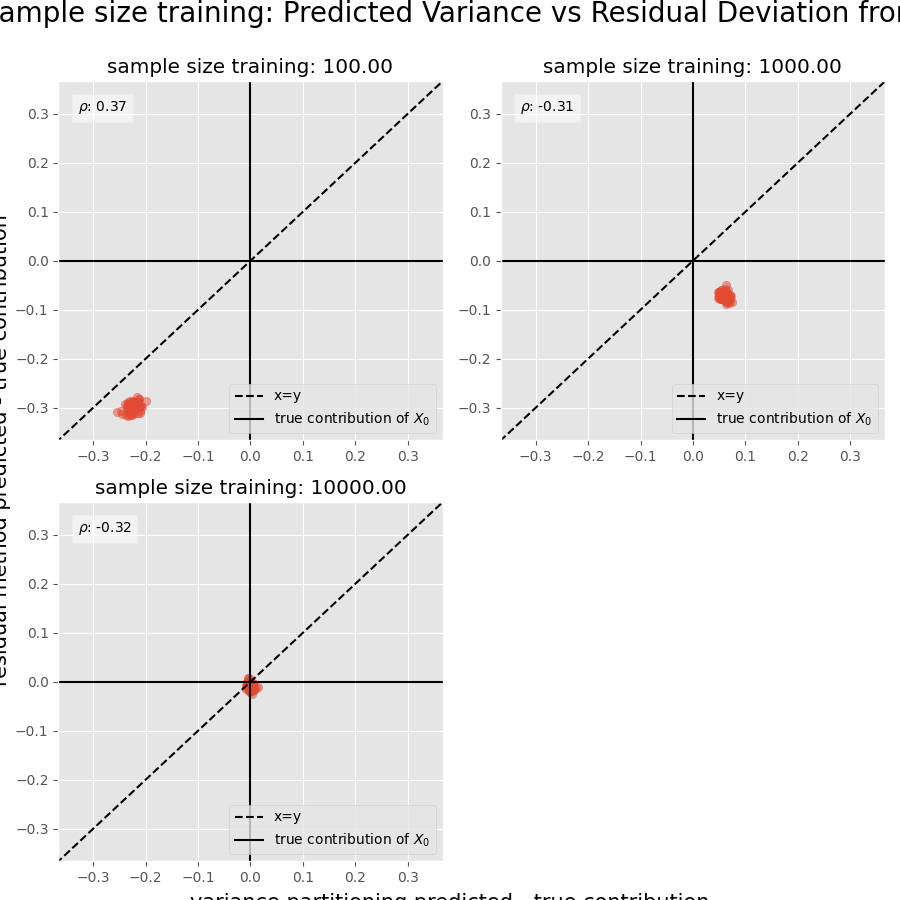 ample size training: Predicted Variance vs Residual Deviation from
sample size training: 100.00
ρ: 0.37
0.3
0.2
0.1
0.0
−0.1
−0.2
−0.3
x=y
true contribution of X₀
−0.3 −0.2 −0.1 0.0 0.1 0.2 0.3
sample size training: 1000.00
ρ: -0.31
0.3
0.2
0.1
0.0
−0.1
−0.2
−0.3
x=y
true contribution of X₀
−0.3 −0.2 −0.1 0.0 0.1 0.2 0.3
sample size training: 10000.00
ρ: -0.32
0.3
0.2
0.1
0.0
−0.1
−0.2
−0.3
x=y
true contribution of X₀
−0.3 −0.2 −0.1 0.0 0.1 0.2 0.3
residual method predicted - true contribution
variance partitioning predicted - true contribution